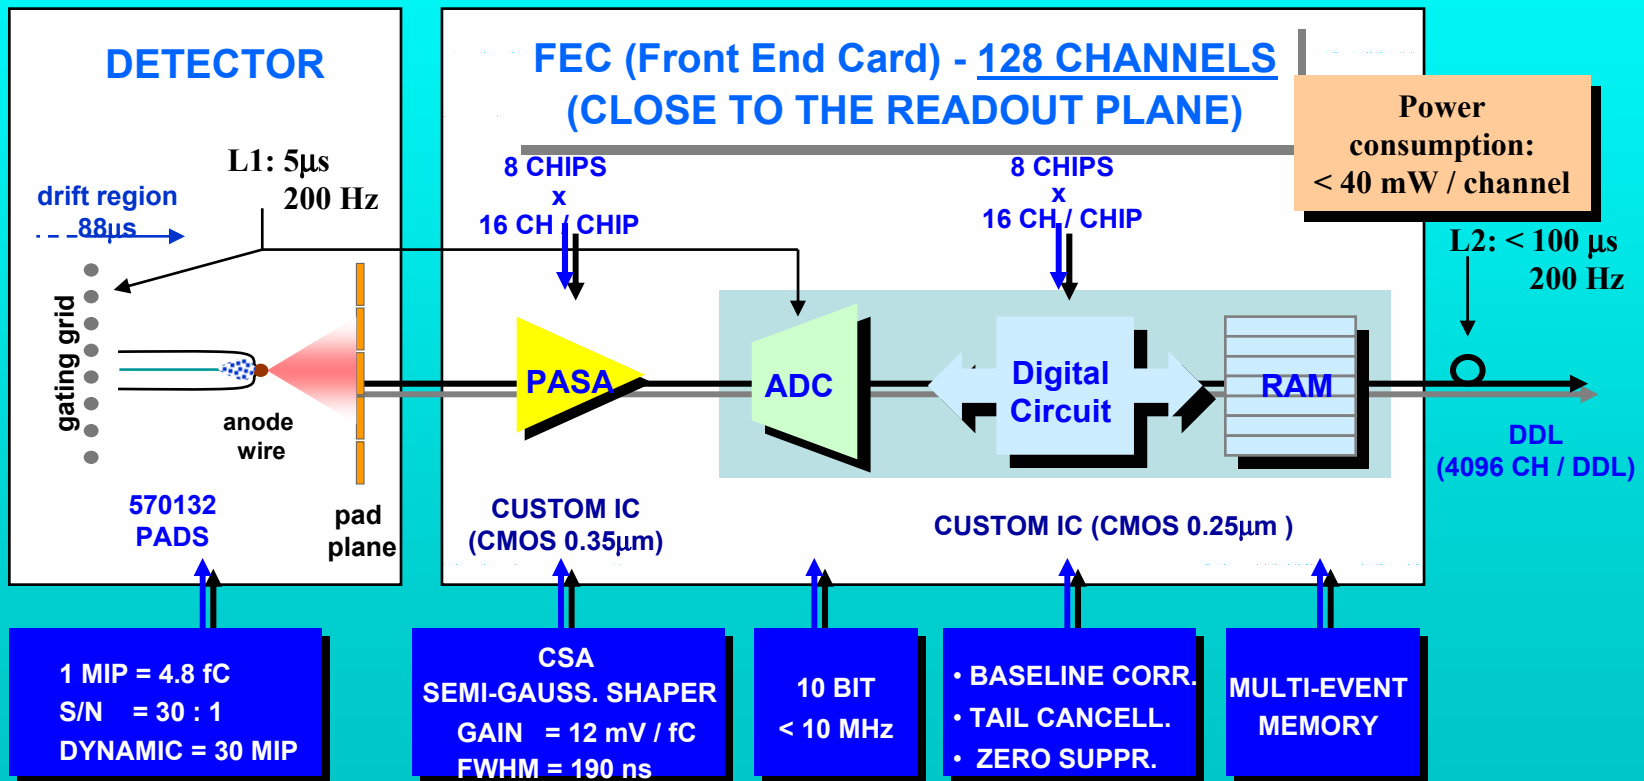 DETECTOR
FEC (Front End Card) - 128 CHANNELS
(CLOSE TO THE READOUT PLANE)
Power
consumption:
< 40 mW / channel
L1: 5µs
200 Hz
drift region
88µs
8 CHIPS
x
16 CH / CHIP
8 CHIPS
x
16 CH / CHIP
L2: < 100 µs
200 Hz
gating grid
anode
wire
PASA
ADC
Digital
Circuit
RAM
DDL
(4096 CH / DDL)
570132
PADS
pad
plane
CUSTOM IC
(CMOS 0.35µm)
CUSTOM IC (CMOS 0.25µm )
1 MIP = 4.8 fC
S/N = 30 : 1
DYNAMIC = 30 MIP
CSA
SEMI-GAUSS. SHAPER
GAIN = 12 mV / fC
FWHM = 190 ns
10 BIT
< 10 MHz
• BASELINE CORR.
• TAIL CANCELL.
• ZERO SUPPR.
MULTI-EVENT
MEMORY